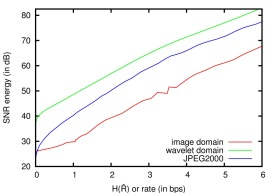 80
70
60
50
40
30
20
SNR energy (in dB)
image domain
wavelet domain
JPEG2000
0 1 2 3 4 5 6
H(Ř) or rate (in bps)